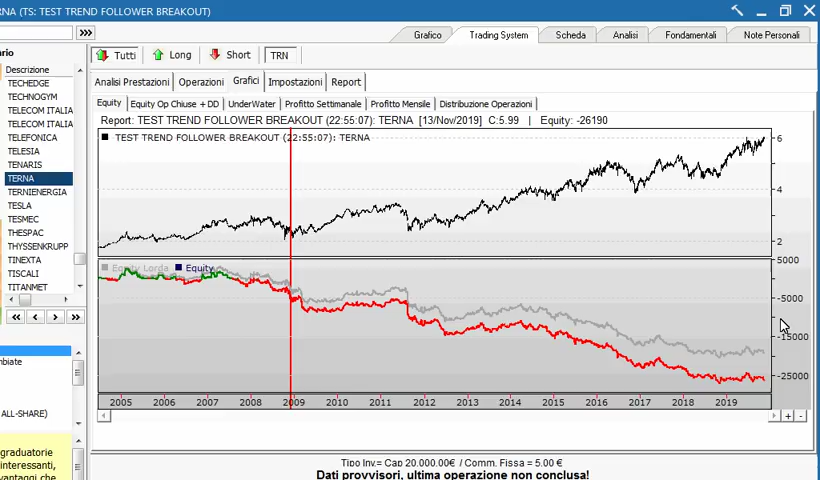 RNA (TS: TEST TREND FOLLOWER BREAKOUT)
Grafico Trading System Scheda Analisi Fondamentali Note Personali
ario
Tutti Long Short TRN
Descrizione
TECHEDGE
TECHNOGYM
TELECOM ITALIA
TELECOM ITALIA
TELEFONICA
TELESIA
TENARIS
TERNA
TERNIENERGIA
TESLA
TESMEC
THESPAC
THYSSENKRUPP
TINEXTA
TISCALI
TITANMET
Analisi Prestazioni Operazioni Grafici Impostazioni Report
Equity Equity Op Chiuse + DD UnderWater Profitto Settimanale Profitto Mensile Distribuzione Operazioni
Report: TEST TREND FOLLOWER BREAKOUT (22:55:07): TERNA [13/Nov/2019] C:5.99 | Equity: -26190
TEST TREND FOLLOWER BREAKOUT (22:55:07): TERNA
6
4
2
Equity Lorda Equity
5000
-5000
-15000
-25000
2005 2006 2007 2008 2009 2010 2011 2012 2013 2014 2015 2016 2017 2018 2019
+ -
mbiate
ALL-SHARE)
graduatorie
interessanti,
vantaggi che
Tipo Inv.= Cap 20.000.00€ / Comm. Fissa = 5.00 €
Dati provvisori, ultima operazione non conclusa!